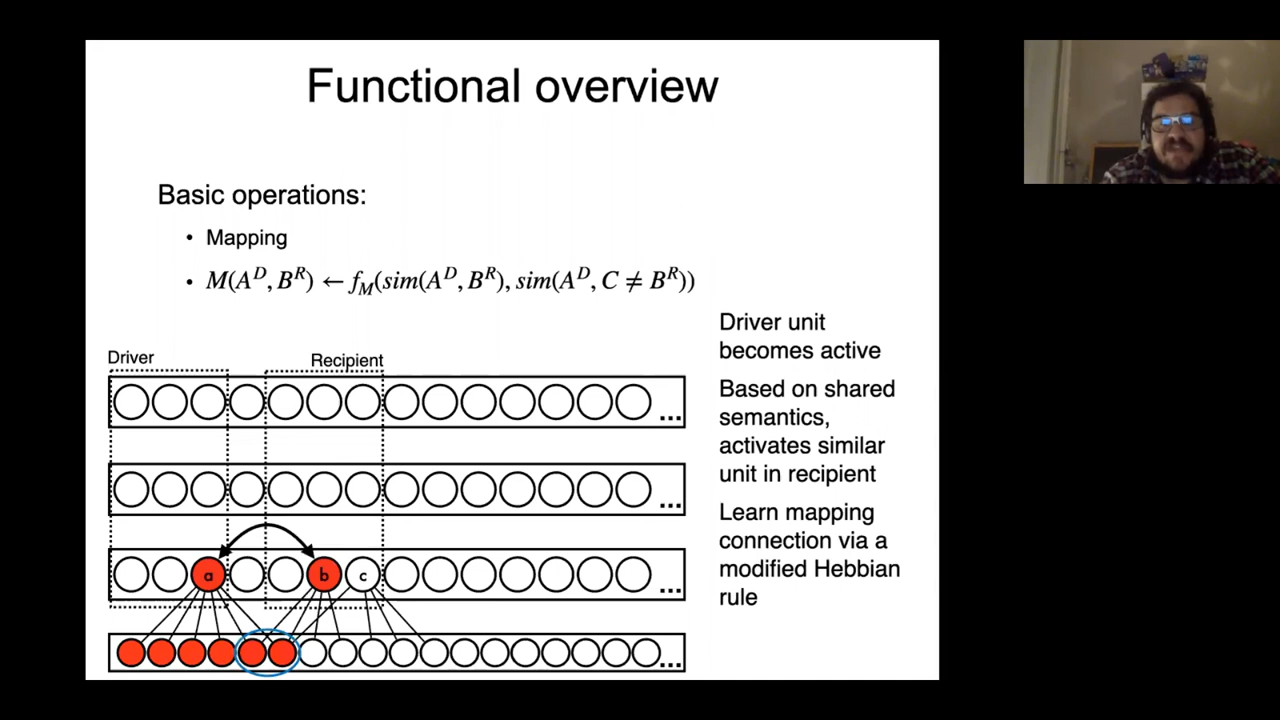 Functional overview
Basic operations:
• Mapping
• M(A^D, B^R) ← f_M(sim(A^D, B^R), sim(A^D, C ≠ B^R))
Driver unit
becomes active
Based on shared
semantics,
activates similar
unit in recipient
Learn mapping
connection via a
modified Hebbian
rule
Driver
Recipient
...
...
a
b
c
...
...